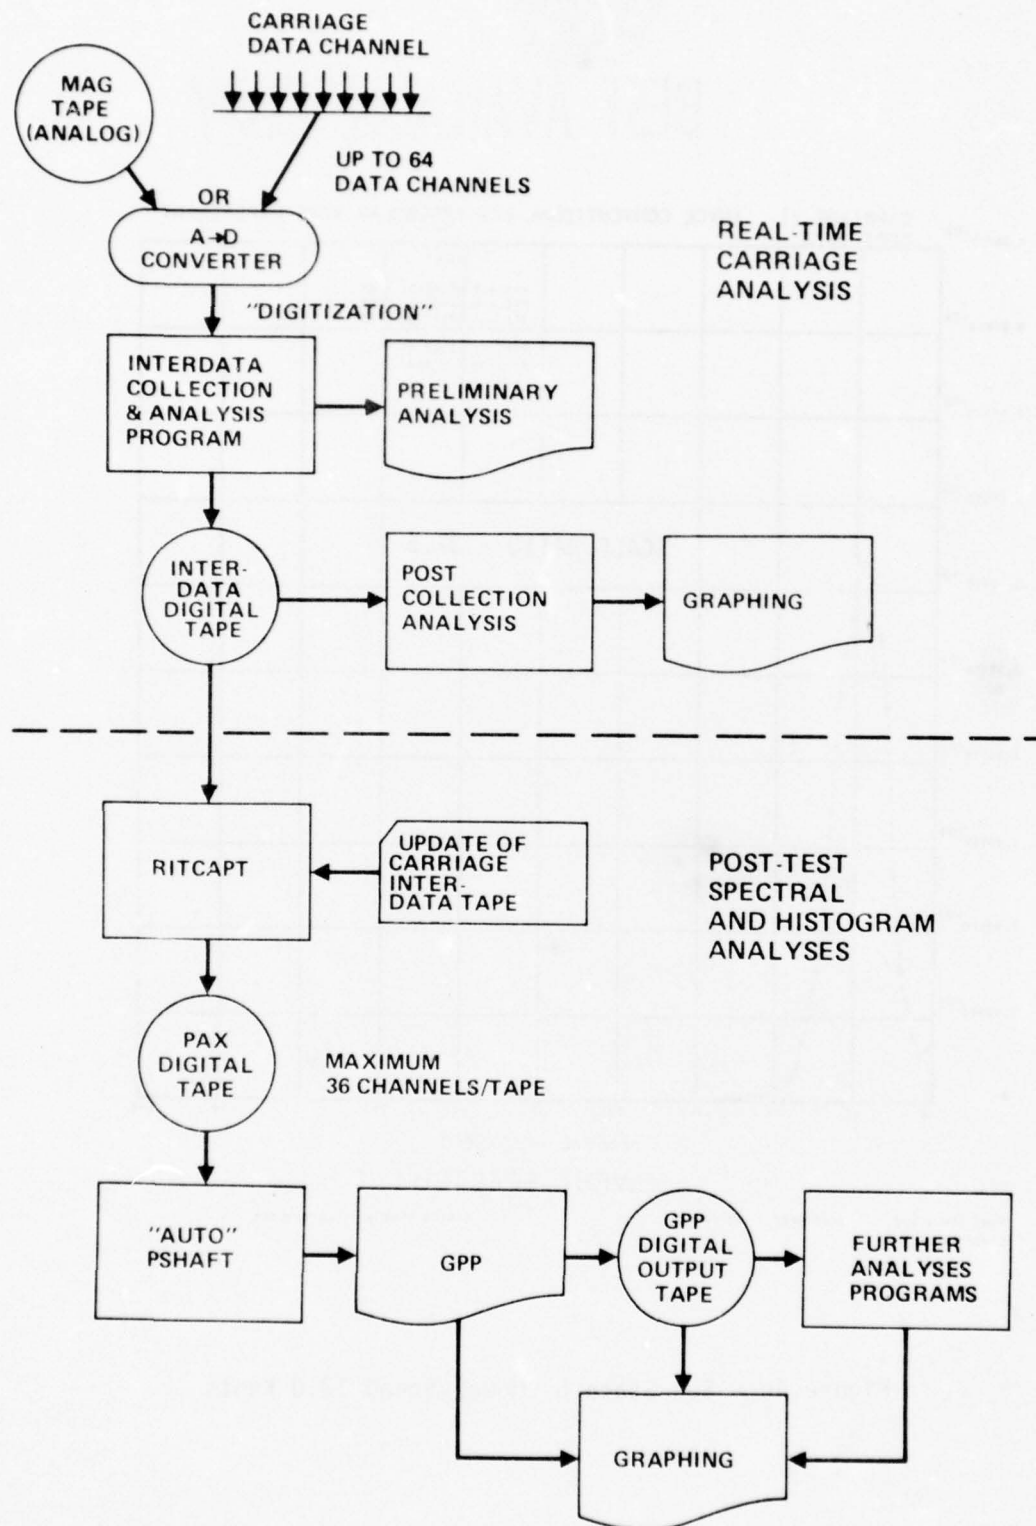 CARRIAGE
DATA CHANNEL
MAG
TAPE
(ANALOG)
UP TO 64
DATA CHANNELS
OR
A→D
CONVERTER
REAL-TIME
CARRIAGE
ANALYSIS
"DIGITIZATION"
INTERDATA
COLLECTION
& ANALYSIS
PROGRAM
PRELIMINARY
ANALYSIS
INTER-
DATA
DIGITAL
TAPE
POST
COLLECTION
ANALYSIS
GRAPHING
RITCAPT
UPDATE OF
CARRIAGE
INTER-
DATA TAPE
POST-TEST
SPECTRAL
AND HISTOGRAM
ANALYSES
PAX
DIGITAL
TAPE
MAXIMUM
36 CHANNELS/TAPE
"AUTO"
PSHAFT
GPP
GPP
DIGITAL
OUTPUT
TAPE
FURTHER
ANALYSES
PROGRAMS
GRAPHING